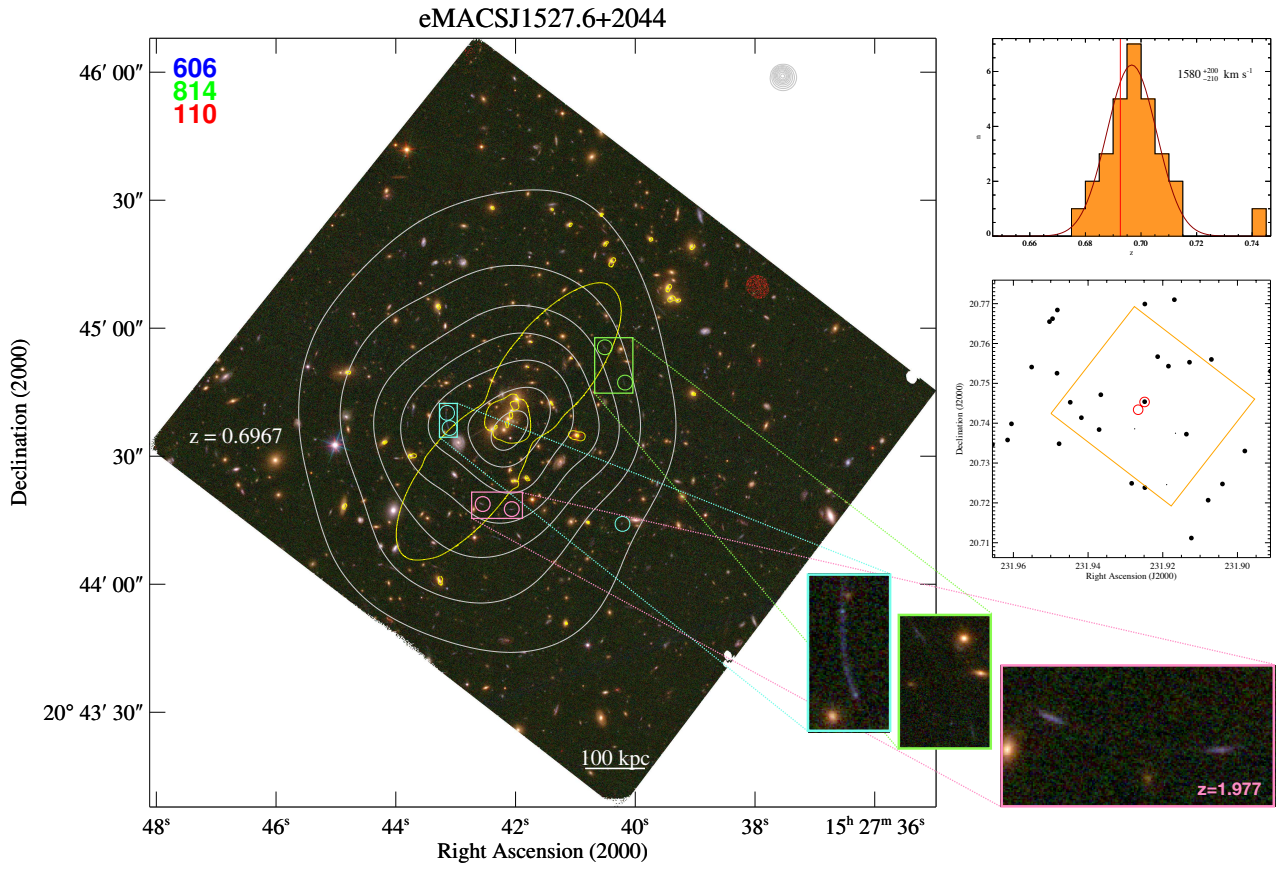 eMACSJ1527.6+2044
606
814
110
z = 0.6967
100 kpc
46′ 00″
30″
45′ 00″
30″
44′ 00″
20° 43′ 30″
Declination (2000)
48ˢ 46ˢ 44ˢ 42ˢ 40ˢ 38ˢ 15ʰ 27ᵐ 36ˢ
Right Ascension (2000)
1580 +200 −210 km s⁻¹
6
4
2
0
n
0.66 0.68 0.70 0.72 0.74
z
20.77
20.76
20.75
20.74
20.73
20.72
20.71
Declination (J2000)
231.96 231.94 231.92 231.90
Right Ascension (J2000)
z=1.977